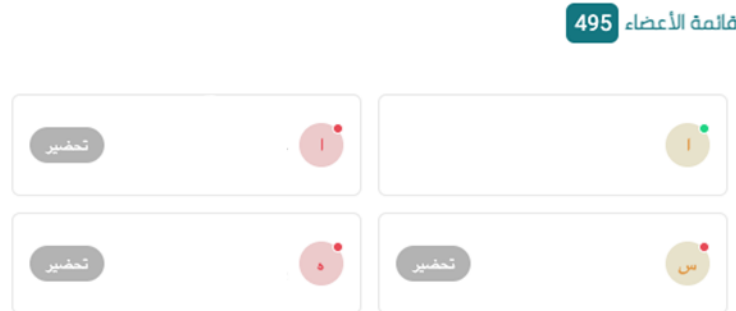 قائمة الأعضاء 495
ا
ا تحضير
س تحضير
ه تحضير